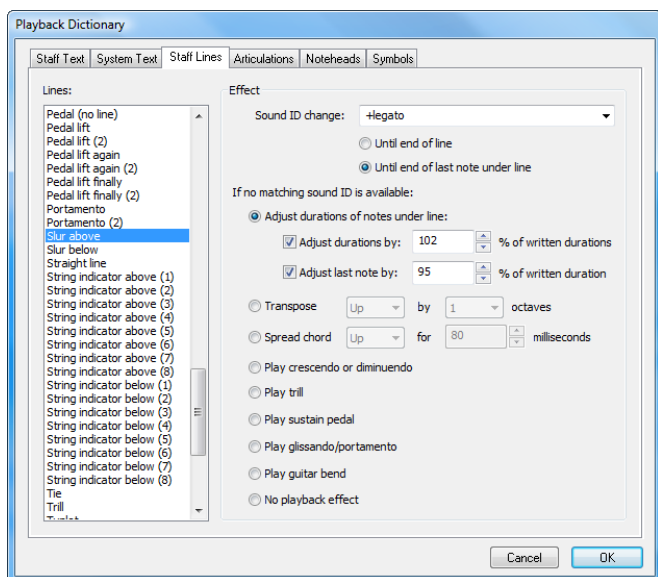 Playback Dictionary
Staff Text System Text Staff Lines Articulations Noteheads Symbols
Lines:
Pedal (no line)
Pedal lift
Pedal lift (2)
Pedal lift again
Pedal lift again (2)
Pedal lift finally
Pedal lift finally (2)
Portamento
Portamento (2)
Slur above
Slur below
Straight line
String indicator above (1)
String indicator above (2)
String indicator above (3)
String indicator above (4)
String indicator above (5)
String indicator above (6)
String indicator above (7)
String indicator above (8)
String indicator below (1)
String indicator below (2)
String indicator below (3)
String indicator below (4)
String indicator below (5)
String indicator below (6)
String indicator below (7)
String indicator below (8)
Tie
Trill
Tuplet
Effect
Sound ID change: +legato
Until end of line
Until end of last note under line
If no matching sound ID is available:
Adjust durations of notes under line:
Adjust durations by: 102 % of written durations
Adjust last note by: 95 % of written duration
Transpose Up by 1 octaves
Spread chord Up for 80 milliseconds
Play crescendo or diminuendo
Play trill
Play sustain pedal
Play glissando/portamento
Play guitar bend
No playback effect
Cancel OK